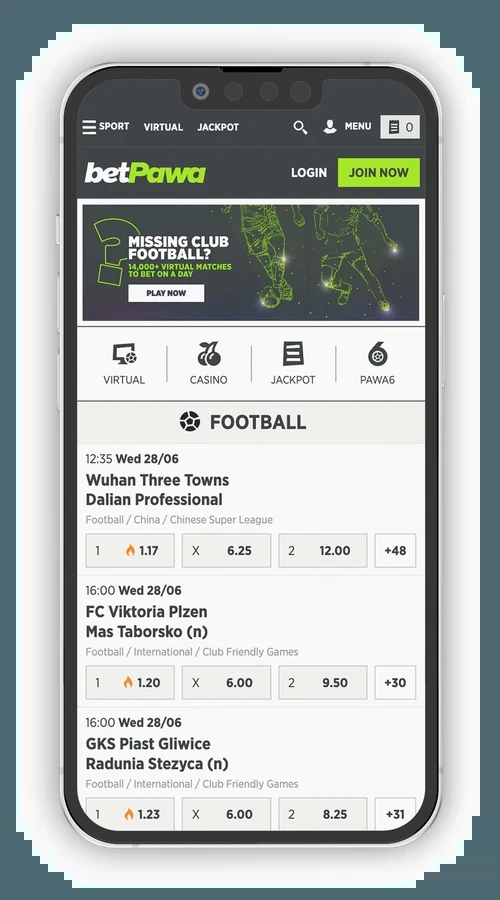 SPORT VIRTUAL JACKPOT MENU 0
betPawa LOGIN JOIN NOW
?
MISSING CLUB
FOOTBALL?
14,000+ VIRTUAL MATCHES
TO BET ON A DAY
PLAY NOW
VIRTUAL CASINO JACKPOT PAWA6
FOOTBALL
12:35 Wed 28/06
Wuhan Three Towns
Dalian Professional
Football / China / Chinese Super League
1 1.17 X 6.25 2 12.00 +48
16:00 Wed 28/06
FC Viktoria Plzen
Mas Taborsko (n)
Football / International / Club Friendly Games
1 1.20 X 6.00 2 9.50 +30
16:00 Wed 28/06
GKS Piast Gliwice
Radunia Stezyca (n)
Football / International / Club Friendly Games
1 1.23 X 6.00 2 8.25 +31